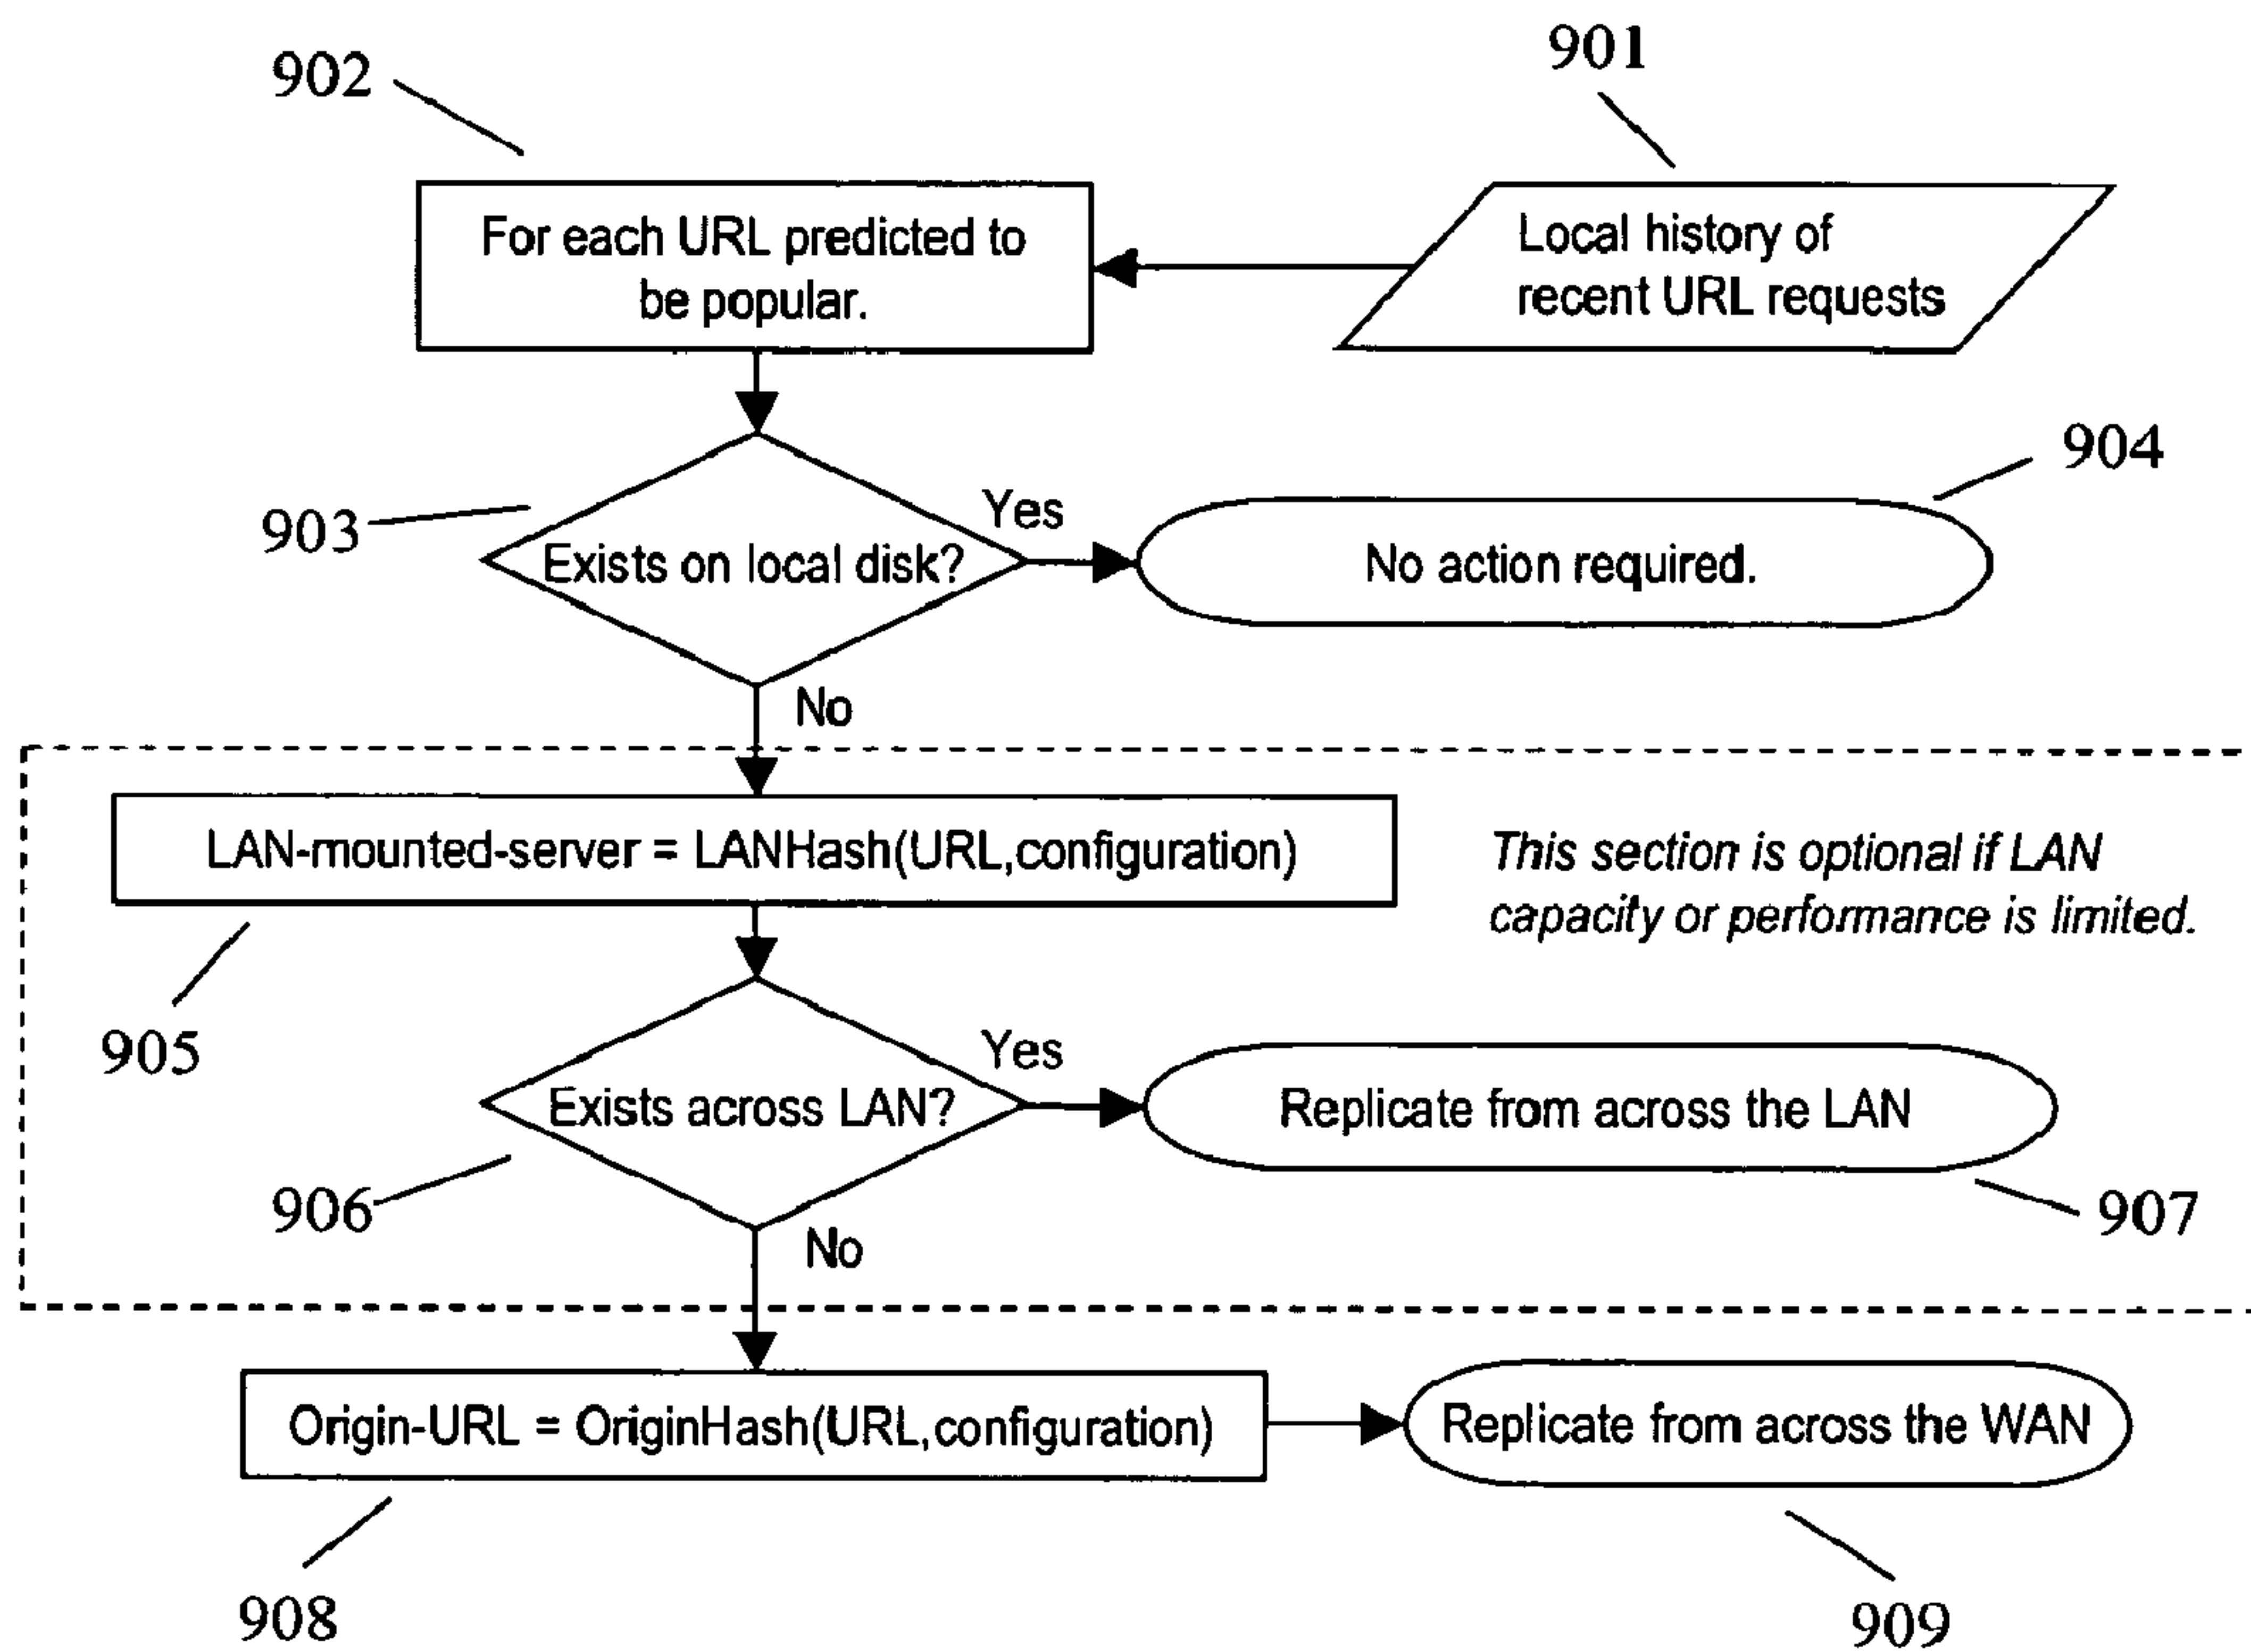 902
901
For each URL predicted to
be popular.
Local history of
recent URL requests
903
Exists on local disk?
Yes
904
No action required.
No
LAN-mounted-server = LANHash(URL,configuration)
This section is optional if LAN
capacity or performance is limited.
905
Exists across LAN?
Yes
Replicate from across the LAN
906
907
No
Origin-URL = OriginHash(URL,configuration)
Replicate from across the WAN
908
909